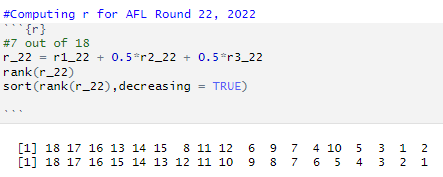 #Computing r for AFL Round 22, 2022
```{r}
#7 out of 18
r_22 = r1_22 + 0.5*r2_22 + 0.5*r3_22
rank(r_22)
sort(rank(r_22),decreasing = TRUE)
```
[1] 18 17 16 13 14 15  8 11 12  6  9  7  4 10  5  3  1  2
[1] 18 17 16 15 14 13 12 11 10  9  8  7  6  5  4  3  2  1